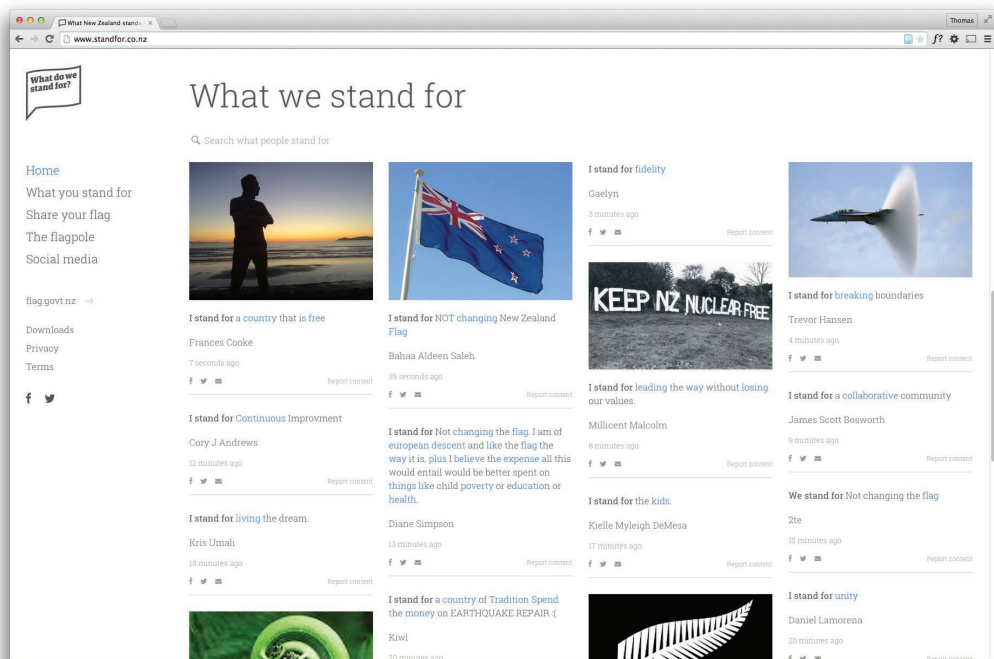 What New Zealand stands
Thomas
www.standfor.co.nz
What do we
stand for?
Home
What you stand for
Share your flag
The flagpole
Social media
flag.govt.nz →
Downloads
Privacy
Terms
What we stand for
Search what people stand for
I stand for a country that is free
Frances Cooke
7 seconds ago
Report content
I stand for Continuous Improvment
Cory J Andrews
12 minutes ago
Report content
I stand for living the dream.
Kris Umali
18 minutes ago
Report content
I stand for NOT changing New Zealand
Flag
Bahaa Aldeen Saleh
39 seconds ago
Report content
I stand for Not changing the flag. I am of
european descent and like the flag the
way it is, plus I believe the expense all this
would entail would be better spent on
things like child poverty or education or
health.
Diane Simpson
13 minutes ago
Report content
I stand for a country of Tradition Spend
the money on EARTHQUAKE REPAIR :(
Kiwi
20 minutes ago
I stand for fidelity
Gaelyn
3 minutes ago
Report content
KEEP NZ NUCLEAR FREE
I stand for leading the way without losing
our values.
Millicent Malcolm
8 minutes ago
Report content
I stand for the kids.
Kielle Myleigh DeMesa
17 minutes ago
Report content
I stand for breaking boundaries
Trevor Hansen
4 minutes ago
Report content
I stand for a collaborative community
James Scott Bosworth
9 minutes ago
Report content
We stand for Not changing the flag
2te
15 minutes ago
Report content
I stand for unity
Daniel Lamorena
20 minutes ago
Report content